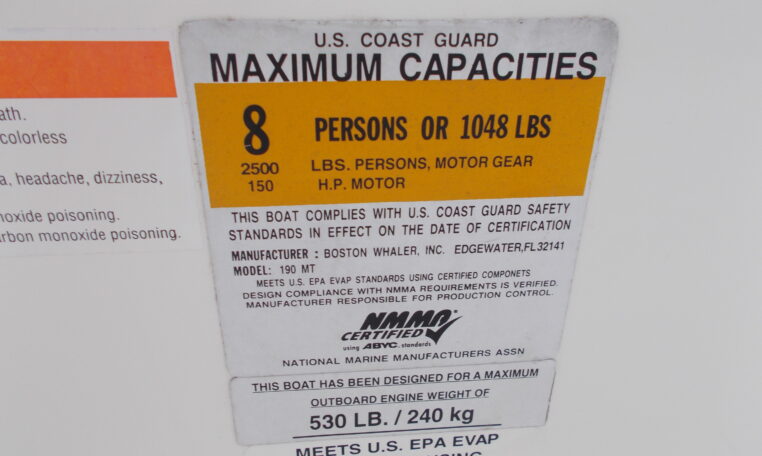 ath.
colorless
a, headache, dizziness,
noxide poisoning.
rbon monoxide poisoning.
U.S. COAST GUARD
MAXIMUM CAPACITIES
8 PERSONS OR 1048 LBS
2500 LBS. PERSONS, MOTOR GEAR
150 H.P. MOTOR
THIS BOAT COMPLIES WITH U.S. COAST GUARD SAFETY
STANDARDS IN EFFECT ON THE DATE OF CERTIFICATION
MANUFACTURER : BOSTON WHALER, INC. EDGEWATER,FL 32141
MODEL: 190 MT
MEETS U.S. EPA EVAP STANDARDS USING CERTIFIED COMPONETS
DESIGN COMPLIANCE WITH NMMA REQUIREMENTS IS VERIFIED.
MANUFACTURER RESPONSIBLE FOR PRODUCTION CONTROL.
NMMA
CERTIFIED
using ABYC. standards
NATIONAL MARINE MANUFACTURERS ASSN
THIS BOAT HAS BEEN DESIGNED FOR A MAXIMUM
OUTBOARD ENGINE WEIGHT OF
530 LB. / 240 kg
MEETS U.S. EPA EVAP